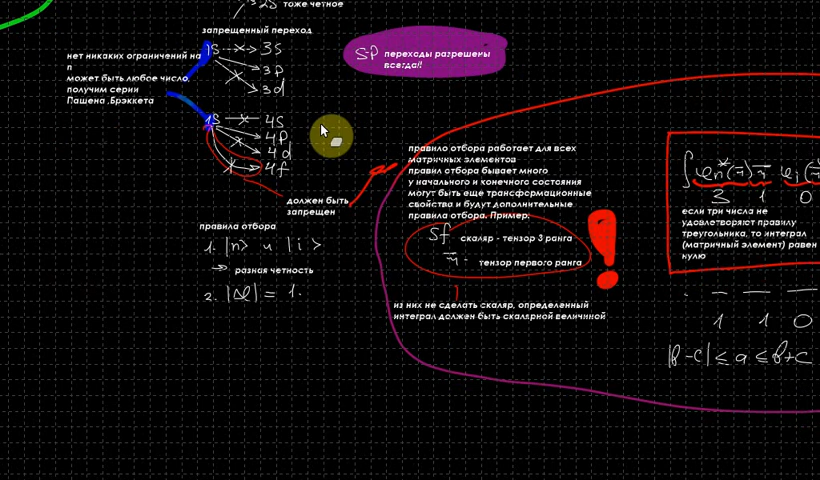 тоже четное
запрещенный переход
1S 3S
3p
3d
нет никаких ограничений на
n
может быть любое число,
получим серии
Пашена ,Брэккета
1S 4S
4p
4d
4f
должен быть
запрещен
правила отбора
1. |n> и |i>
разная четность
2. |Δl| = 1.
S-P переходы разрешены
всегда!!
правило отбора работает для всех
матричных элементов
правил отбора бывает много
у начального и конечного состояния
могут быть еще трансформационные
свойства и будут дополнительные
правила отбора. Пример:
Sf скаляр - тензор 3 ранга
тензор первого ранга
из них не сделать скаляр, определенный
интеграл должен быть скалярной величиной
3 1 0
если три числа не
удовлетворяют правилу
треугольника, то интеграл
(матричный элемент) равен
нулю
1 1 0
|b-c| ≤ a ≤ b+c